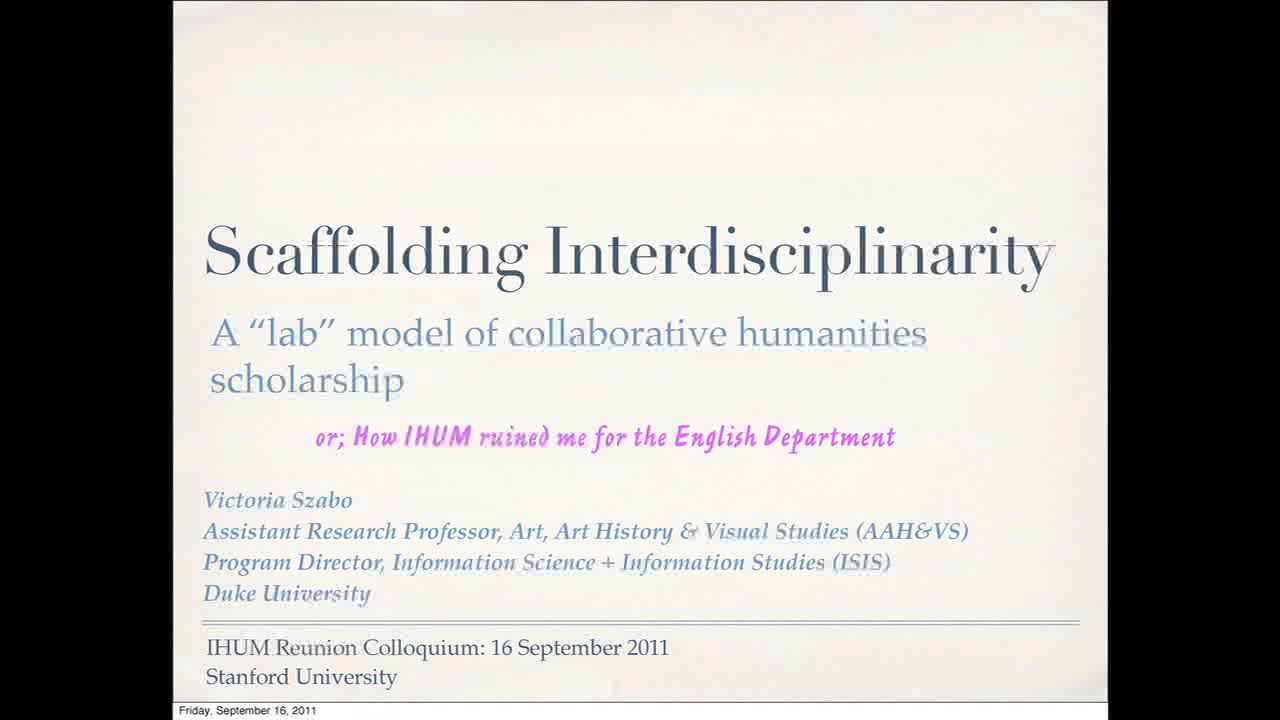 Scaffolding Interdisciplinarity
A “lab” model of collaborative humanities
scholarship
or; How IHUM ruined me for the English Department
Victoria Szabo
Assistant Research Professor, Art, Art History & Visual Studies (AAH&VS)
Program Director, Information Science + Information Studies (ISIS)
Duke University
IHUM Reunion Colloquium: 16 September 2011
Stanford University
Friday, September 16, 2011